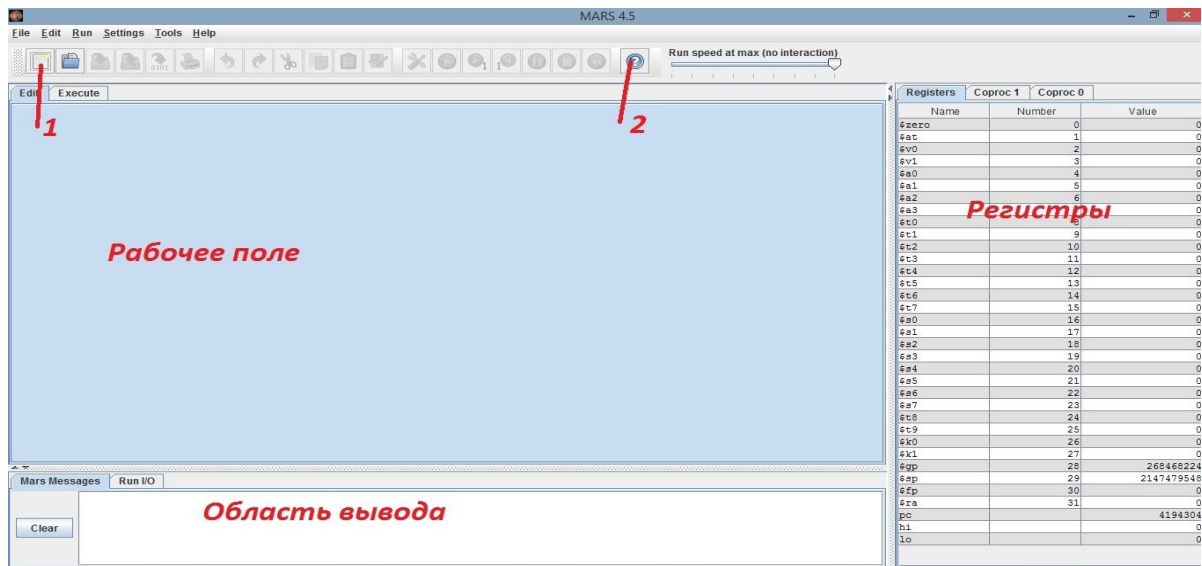 MARS 4.5
File Edit Run Settings Tools Help
Run speed at max (no interaction)
Edit Execute
1
2
Рабочее поле
Registers Coproc 1 Coproc 0
Name Number Value
$zero 0 0
$at 1 0
$v0 2 0
$v1 3 0
$a0 4 0
$a1 5 0
$a2 6 0
$a3 7 0
$t0 8 0
$t1 9 0
$t2 10 0
$t3 11 0
$t4 12 0
$t5 13 0
$t6 14 0
$t7 15 0
$s0 16 0
$s1 17 0
$s2 18 0
$s3 19 0
$s4 20 0
$s5 21 0
$s6 22 0
$s7 23 0
$t8 24 0
$t9 25 0
$k0 26 0
$k1 27 0
$gp 28 268468224
$sp 29 2147479548
$fp 30 0
$ra 31 0
pc 4194304
hi 0
lo 0
Регистры
Mars Messages Run I/O
Clear
Область вывода